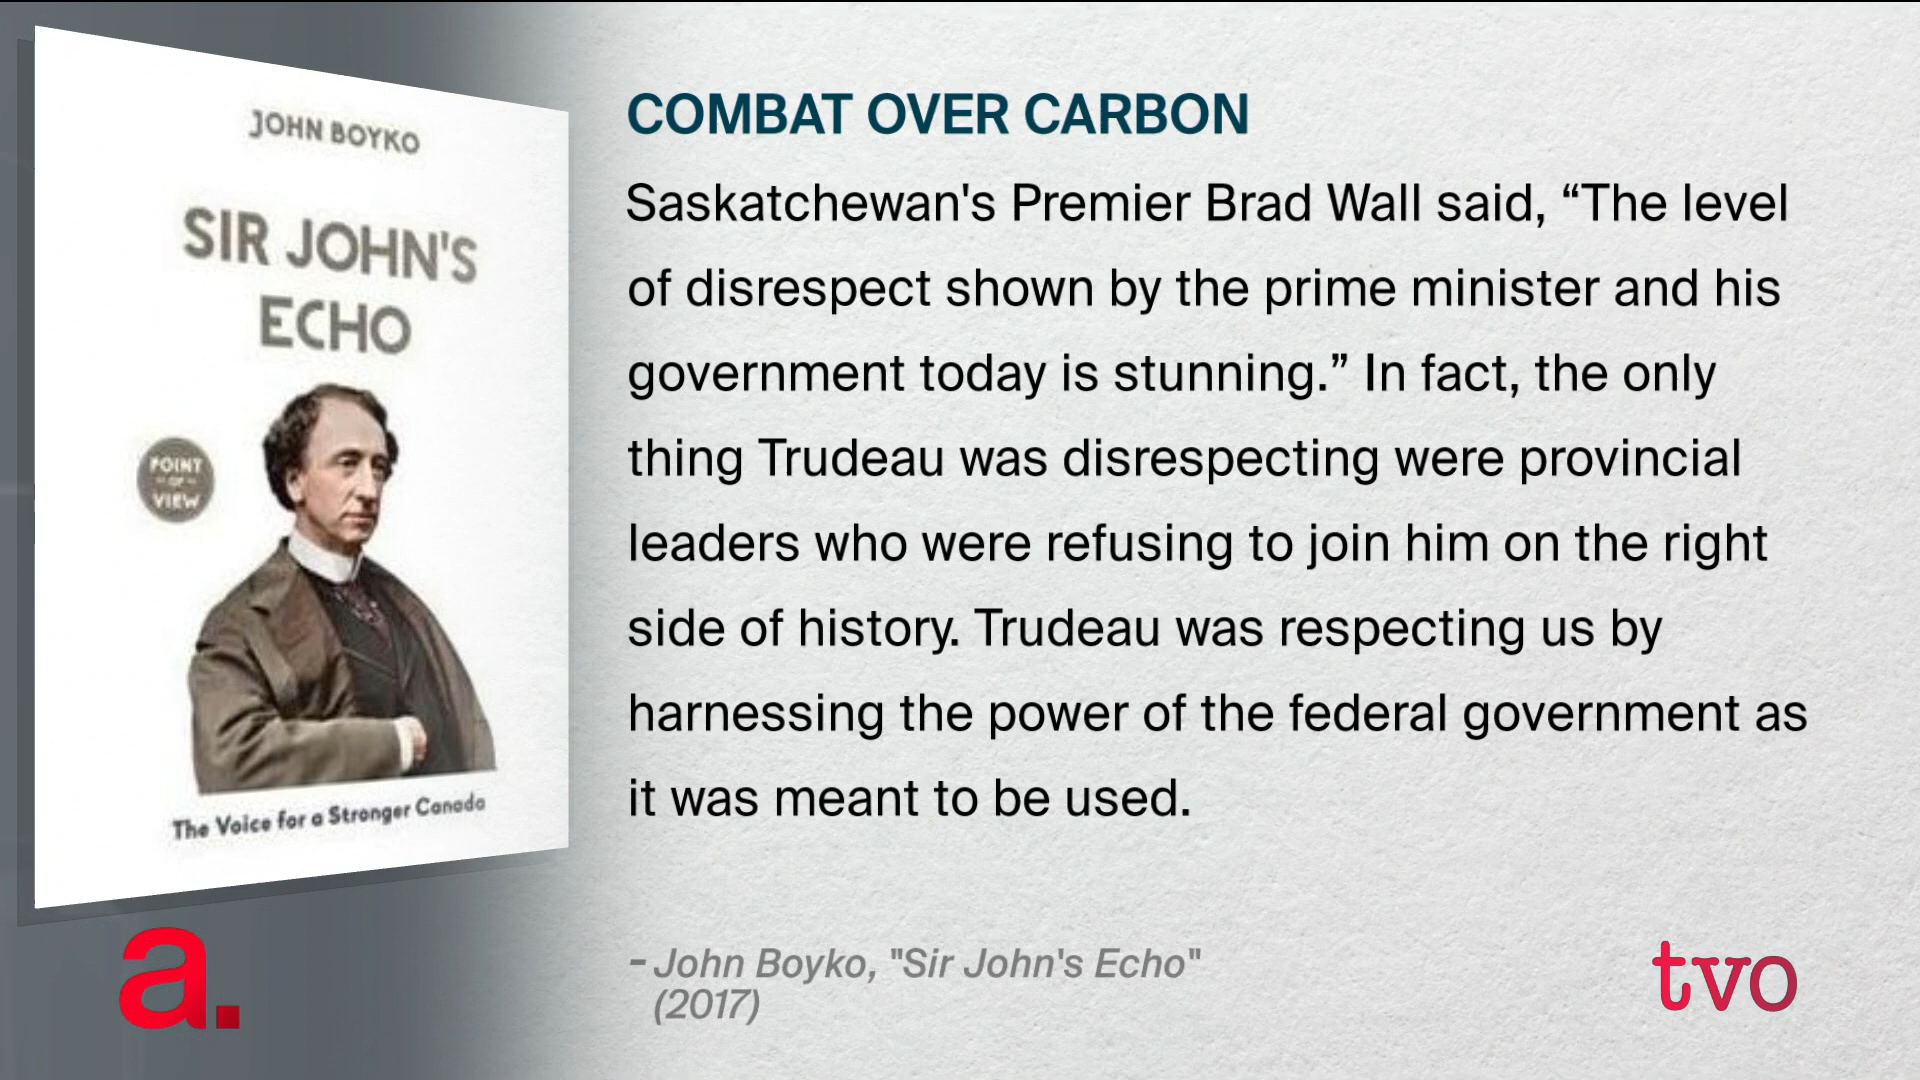 JOHN BOYKO
SIR JOHN'S
ECHO
POINT
-OF-
VIEW
The Voice for a Stronger Canada
COMBAT OVER CARBON
Saskatchewan's Premier Brad Wall said, “The level
of disrespect shown by the prime minister and his
government today is stunning.” In fact, the only
thing Trudeau was disrespecting were provincial
leaders who were refusing to join him on the right
side of history. Trudeau was respecting us by
harnessing the power of the federal government as
it was meant to be used.
- John Boyko, "Sir John's Echo"
(2017)
a.
tvo